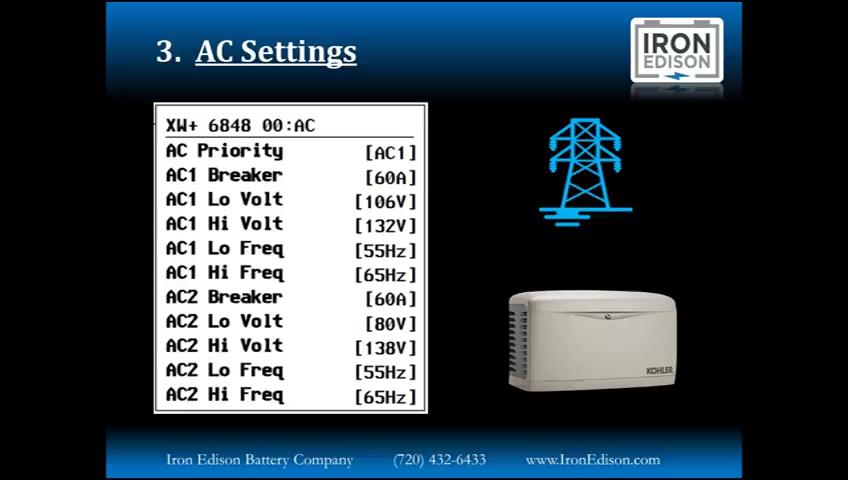 3. AC Settings
IRON
EDISON
XW+ 6848 00:AC
AC Priority [AC1]
AC1 Breaker [60A]
AC1 Lo Volt [106V]
AC1 Hi Volt [132V]
AC1 Lo Freq [55Hz]
AC1 Hi Freq [65Hz]
AC2 Breaker [60A]
AC2 Lo Volt [80V]
AC2 Hi Volt [138V]
AC2 Lo Freq [55Hz]
AC2 Hi Freq [65Hz]
KOHLER
Iron Edison Battery Company (720) 432-6433 www.IronEdison.com